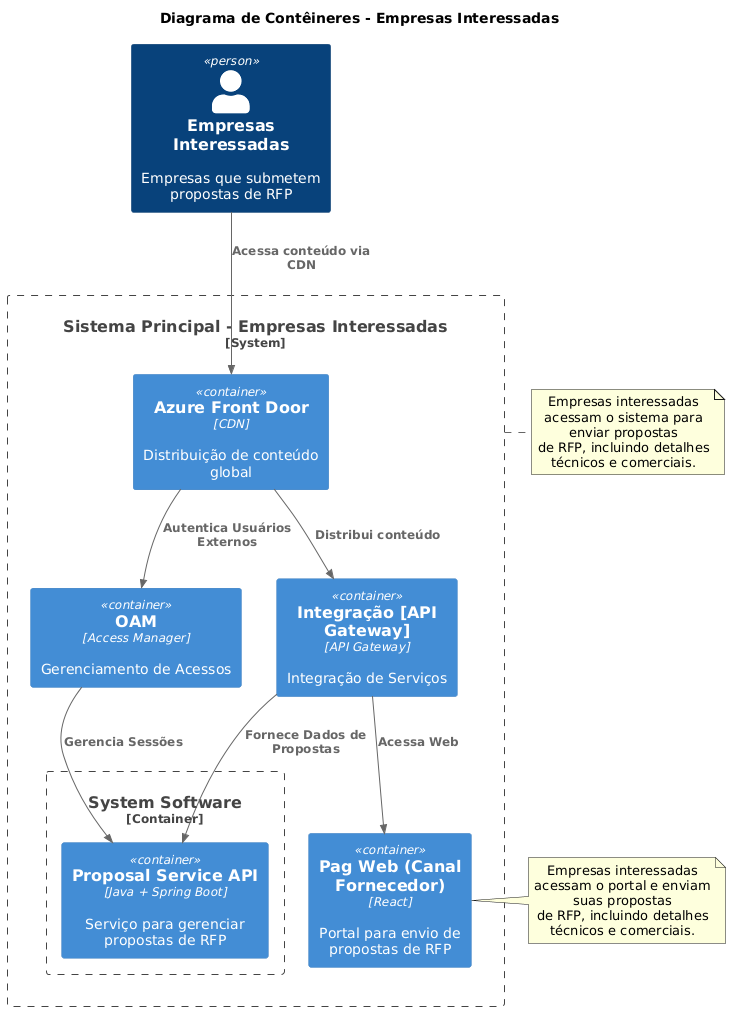 Diagrama de Contêineres - Empresas Interessadas
«person»
Empresas
Interessadas
Empresas que submetem
propostas de RFP
Acessa conteúdo via
CDN
Sistema Principal - Empresas Interessadas
[System]
«container»
Azure Front Door
[CDN]
Distribuição de conteúdo
global
Empresas interessadas
acessam o sistema para
enviar propostas
de RFP, incluindo detalhes
técnicos e comerciais.
Autentica Usuários
Externos
Distribui conteúdo
«container»
OAM
[Access Manager]
Gerenciamento de Acessos
«container»
Integração [API
Gateway]
[API Gateway]
Integração de Serviços
Gerencia Sessões
Fornece Dados de
Propostas
Acessa Web
System Software
[Container]
«container»
Proposal Service API
[Java + Spring Boot]
Serviço para gerenciar
propostas de RFP
«container»
Pag Web (Canal
Fornecedor)
[React]
Portal para envio de
propostas de RFP
Empresas interessadas
acessam o portal e enviam
suas propostas
de RFP, incluindo detalhes
técnicos e comerciais.